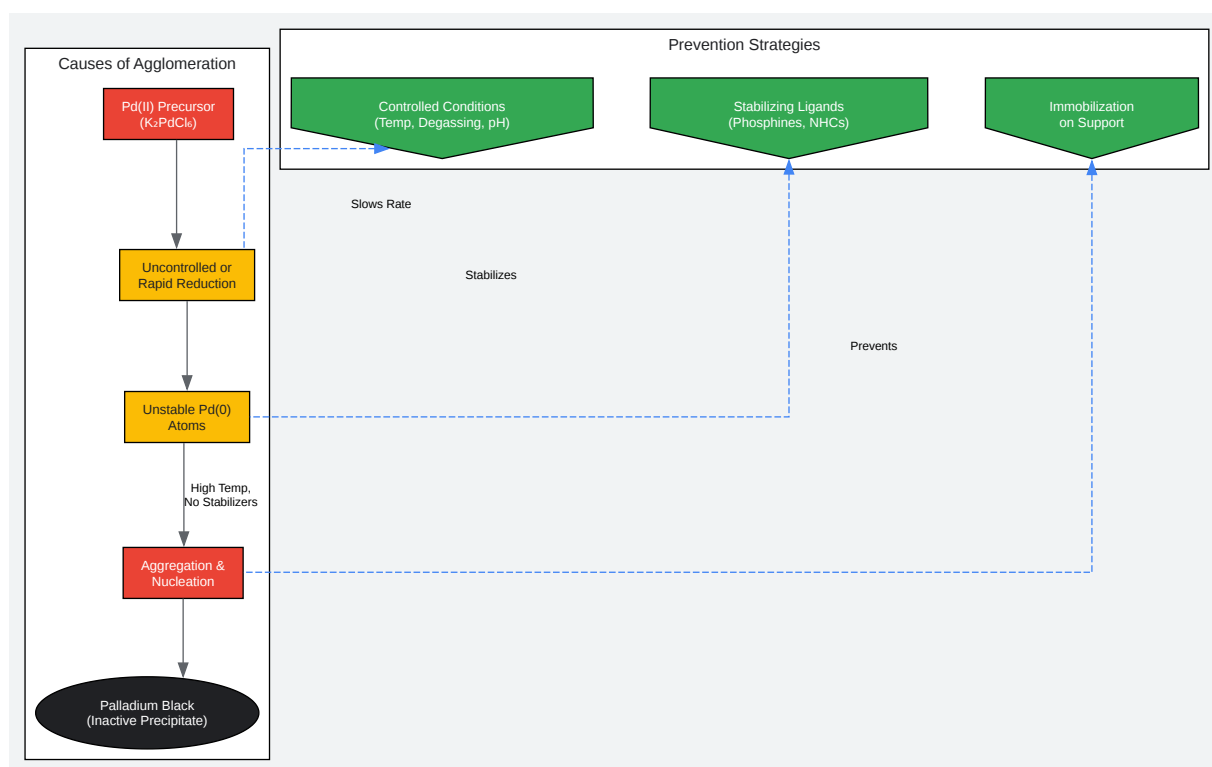 Causes of Agglomeration
Pd(II) Precursor
(K₂PdCl₆)
Uncontrolled or
Rapid Reduction
Unstable Pd(0)
Atoms
High Temp,
No Stabilizers
Aggregation &
Nucleation
Palladium Black
(Inactive Precipitate)
Prevention Strategies
Controlled Conditions
(Temp, Degassing, pH)
Stabilizing Ligands
(Phosphines, NHCs)
Immobilization
on Support
Slows Rate
Stabilizes
Prevents